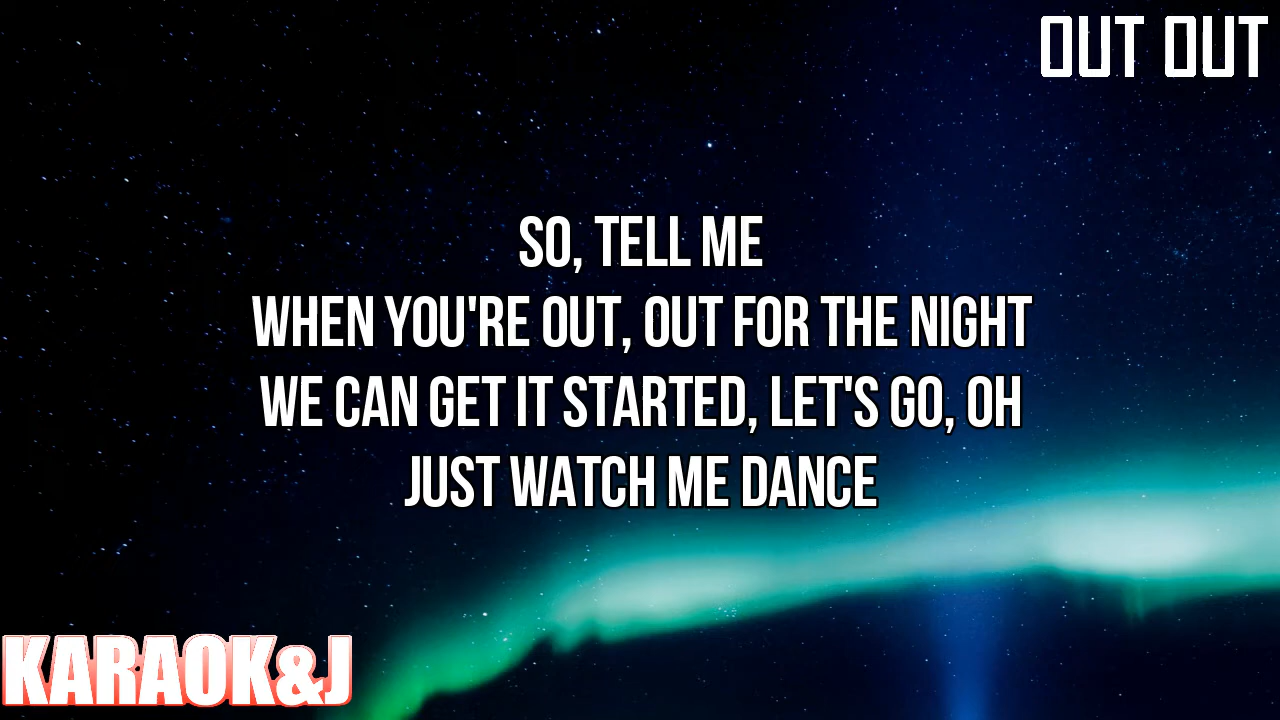 OUT OUT
SO, TELL ME
WHEN YOU'RE OUT, OUT FOR THE NIGHT
WE CAN GET IT STARTED, LET'S GO, OH
JUST WATCH ME DANCE
KARAOK&J